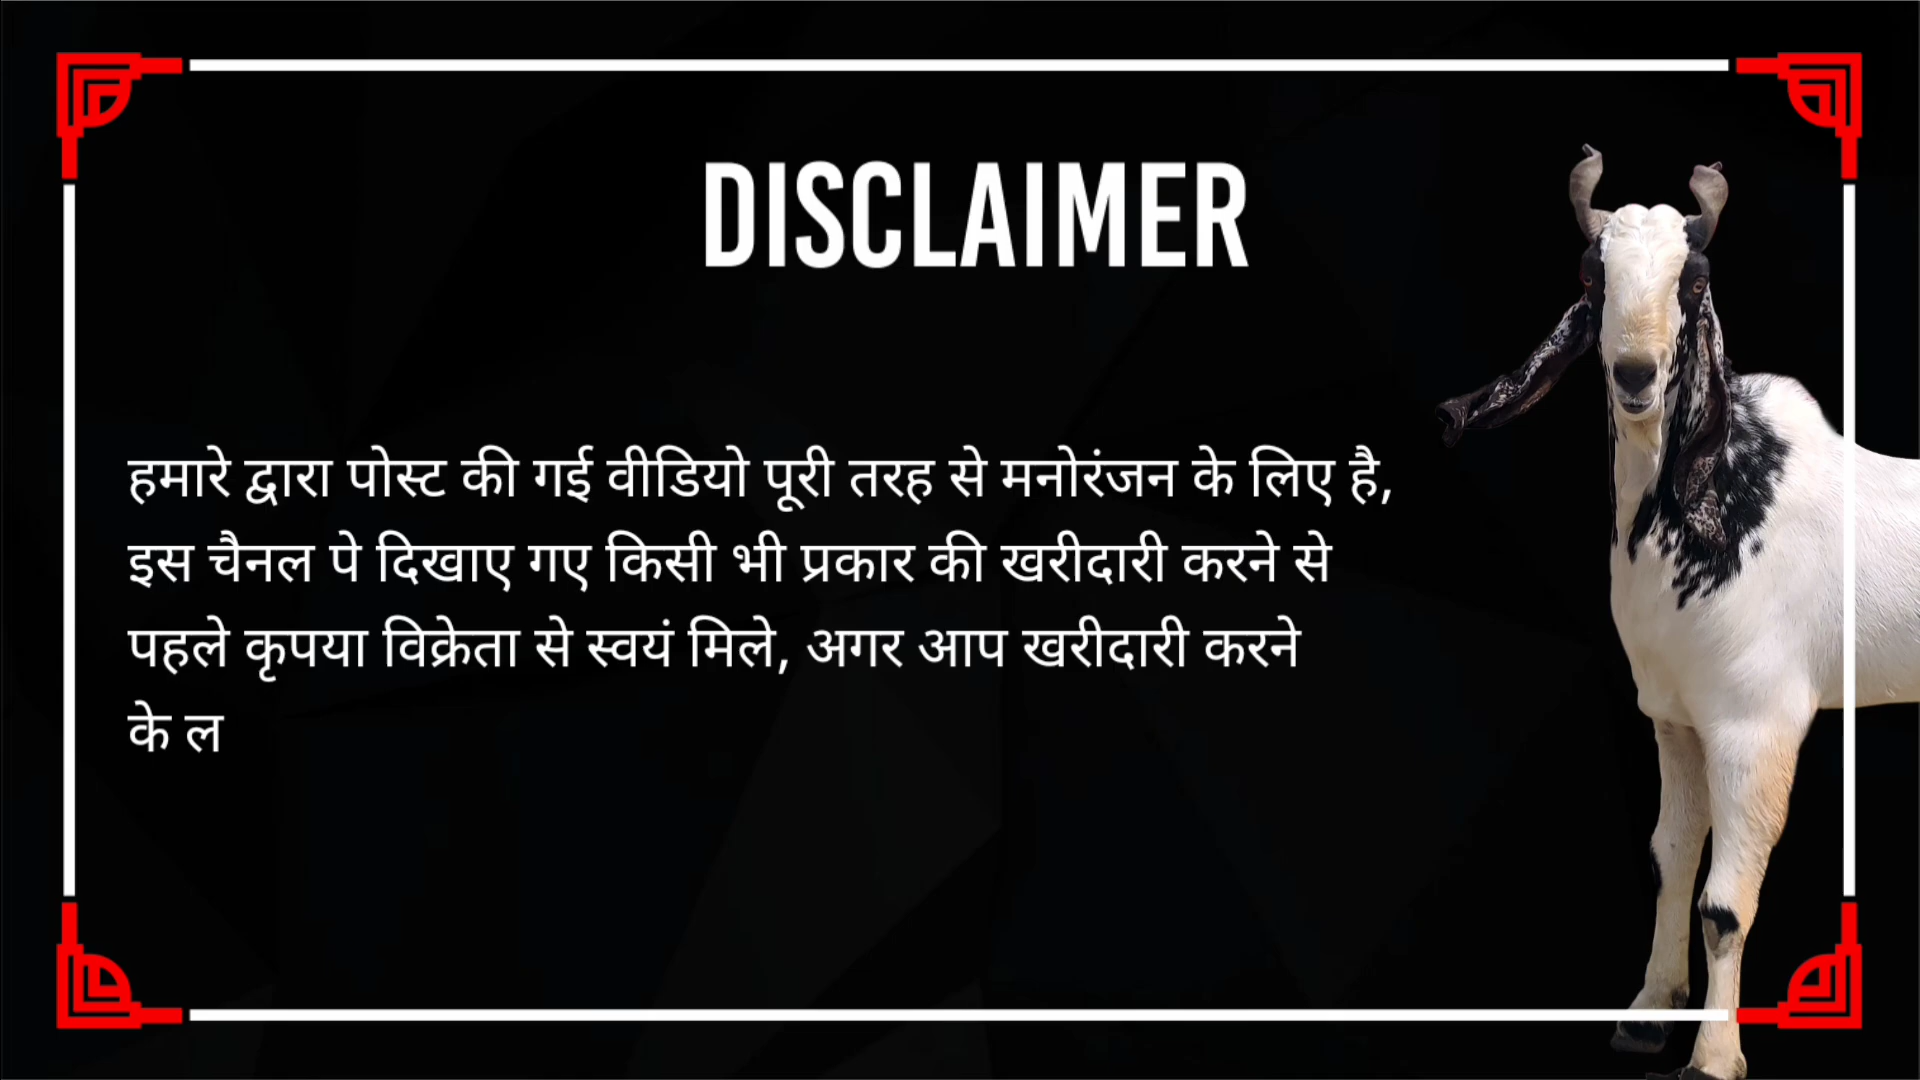 DISCLAIMER
हमारे द्वारा पोस्ट की गई वीडियो पूरी तरह से मनोरंजन के लिए है,
इस चैनल पे दिखाए गए किसी भी प्रकार की खरीदारी करने से
पहले कृपया विक्रेता से स्वयं मिले, अगर आप खरीदारी करने
के ल